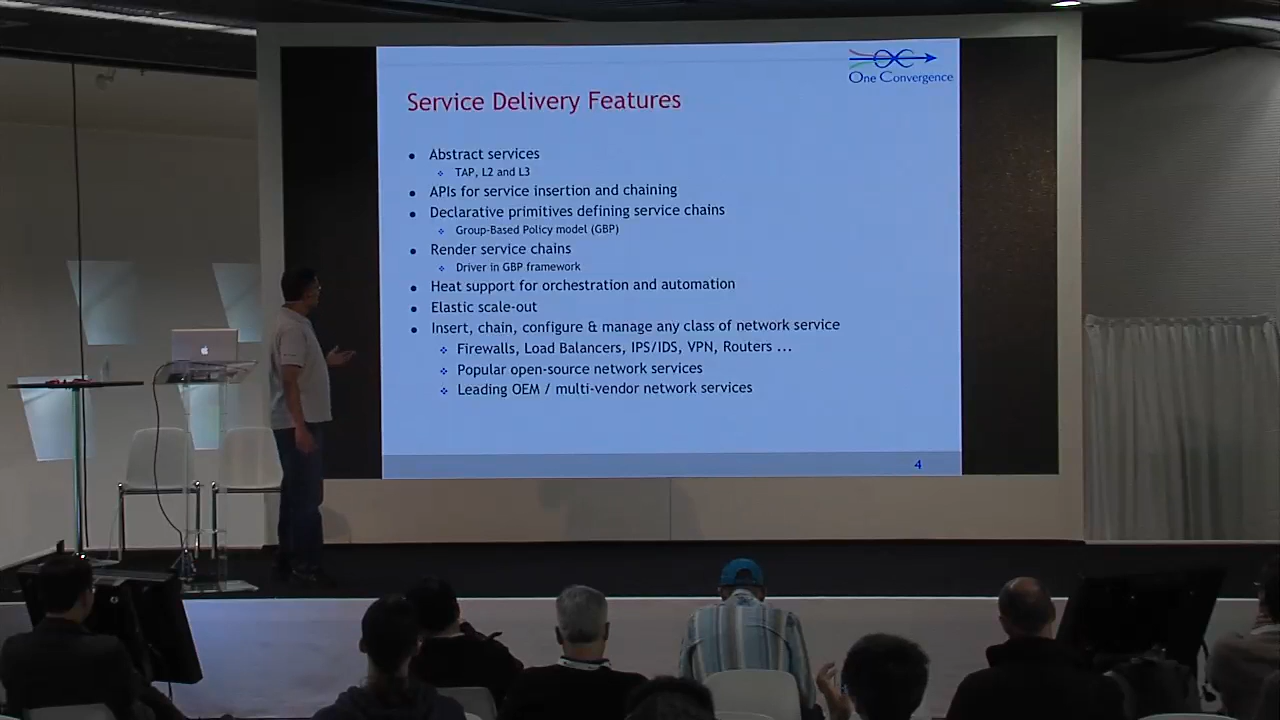 One Convergence
Service Delivery Features
• Abstract services
TAP, L2 and L3
• APIs for service insertion and chaining
• Declarative primitives defining service chains
Group-Based Policy model (GBP)
• Render service chains
Driver in GBP framework
• Heat support for orchestration and automation
• Elastic scale-out
• Insert, chain, configure & manage any class of network service
Firewalls, Load Balancers, IPS/IDS, VPN, Routers ...
Popular open-source network services
Leading OEM / multi-vendor network services
4